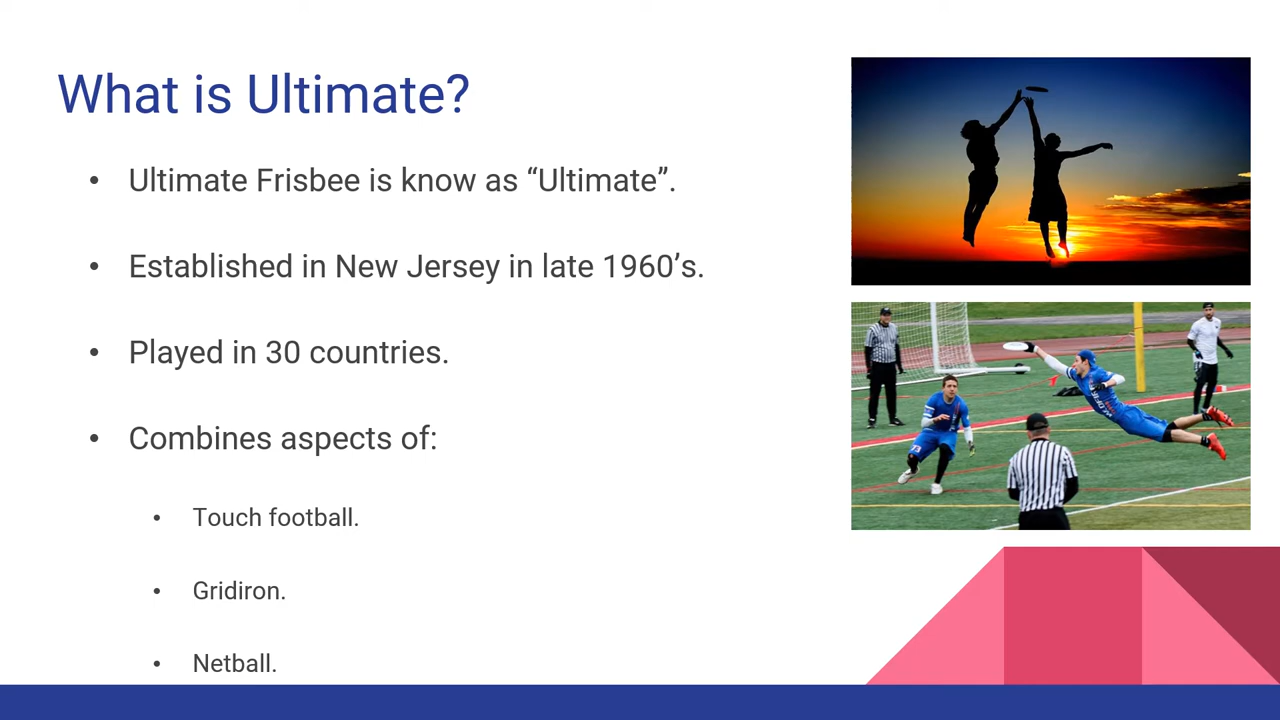 What is Ultimate?
• Ultimate Frisbee is know as “Ultimate”.
• Established in New Jersey in late 1960’s.
• Played in 30 countries.
• Combines aspects of:
• Touch football.
• Gridiron.
• Netball.